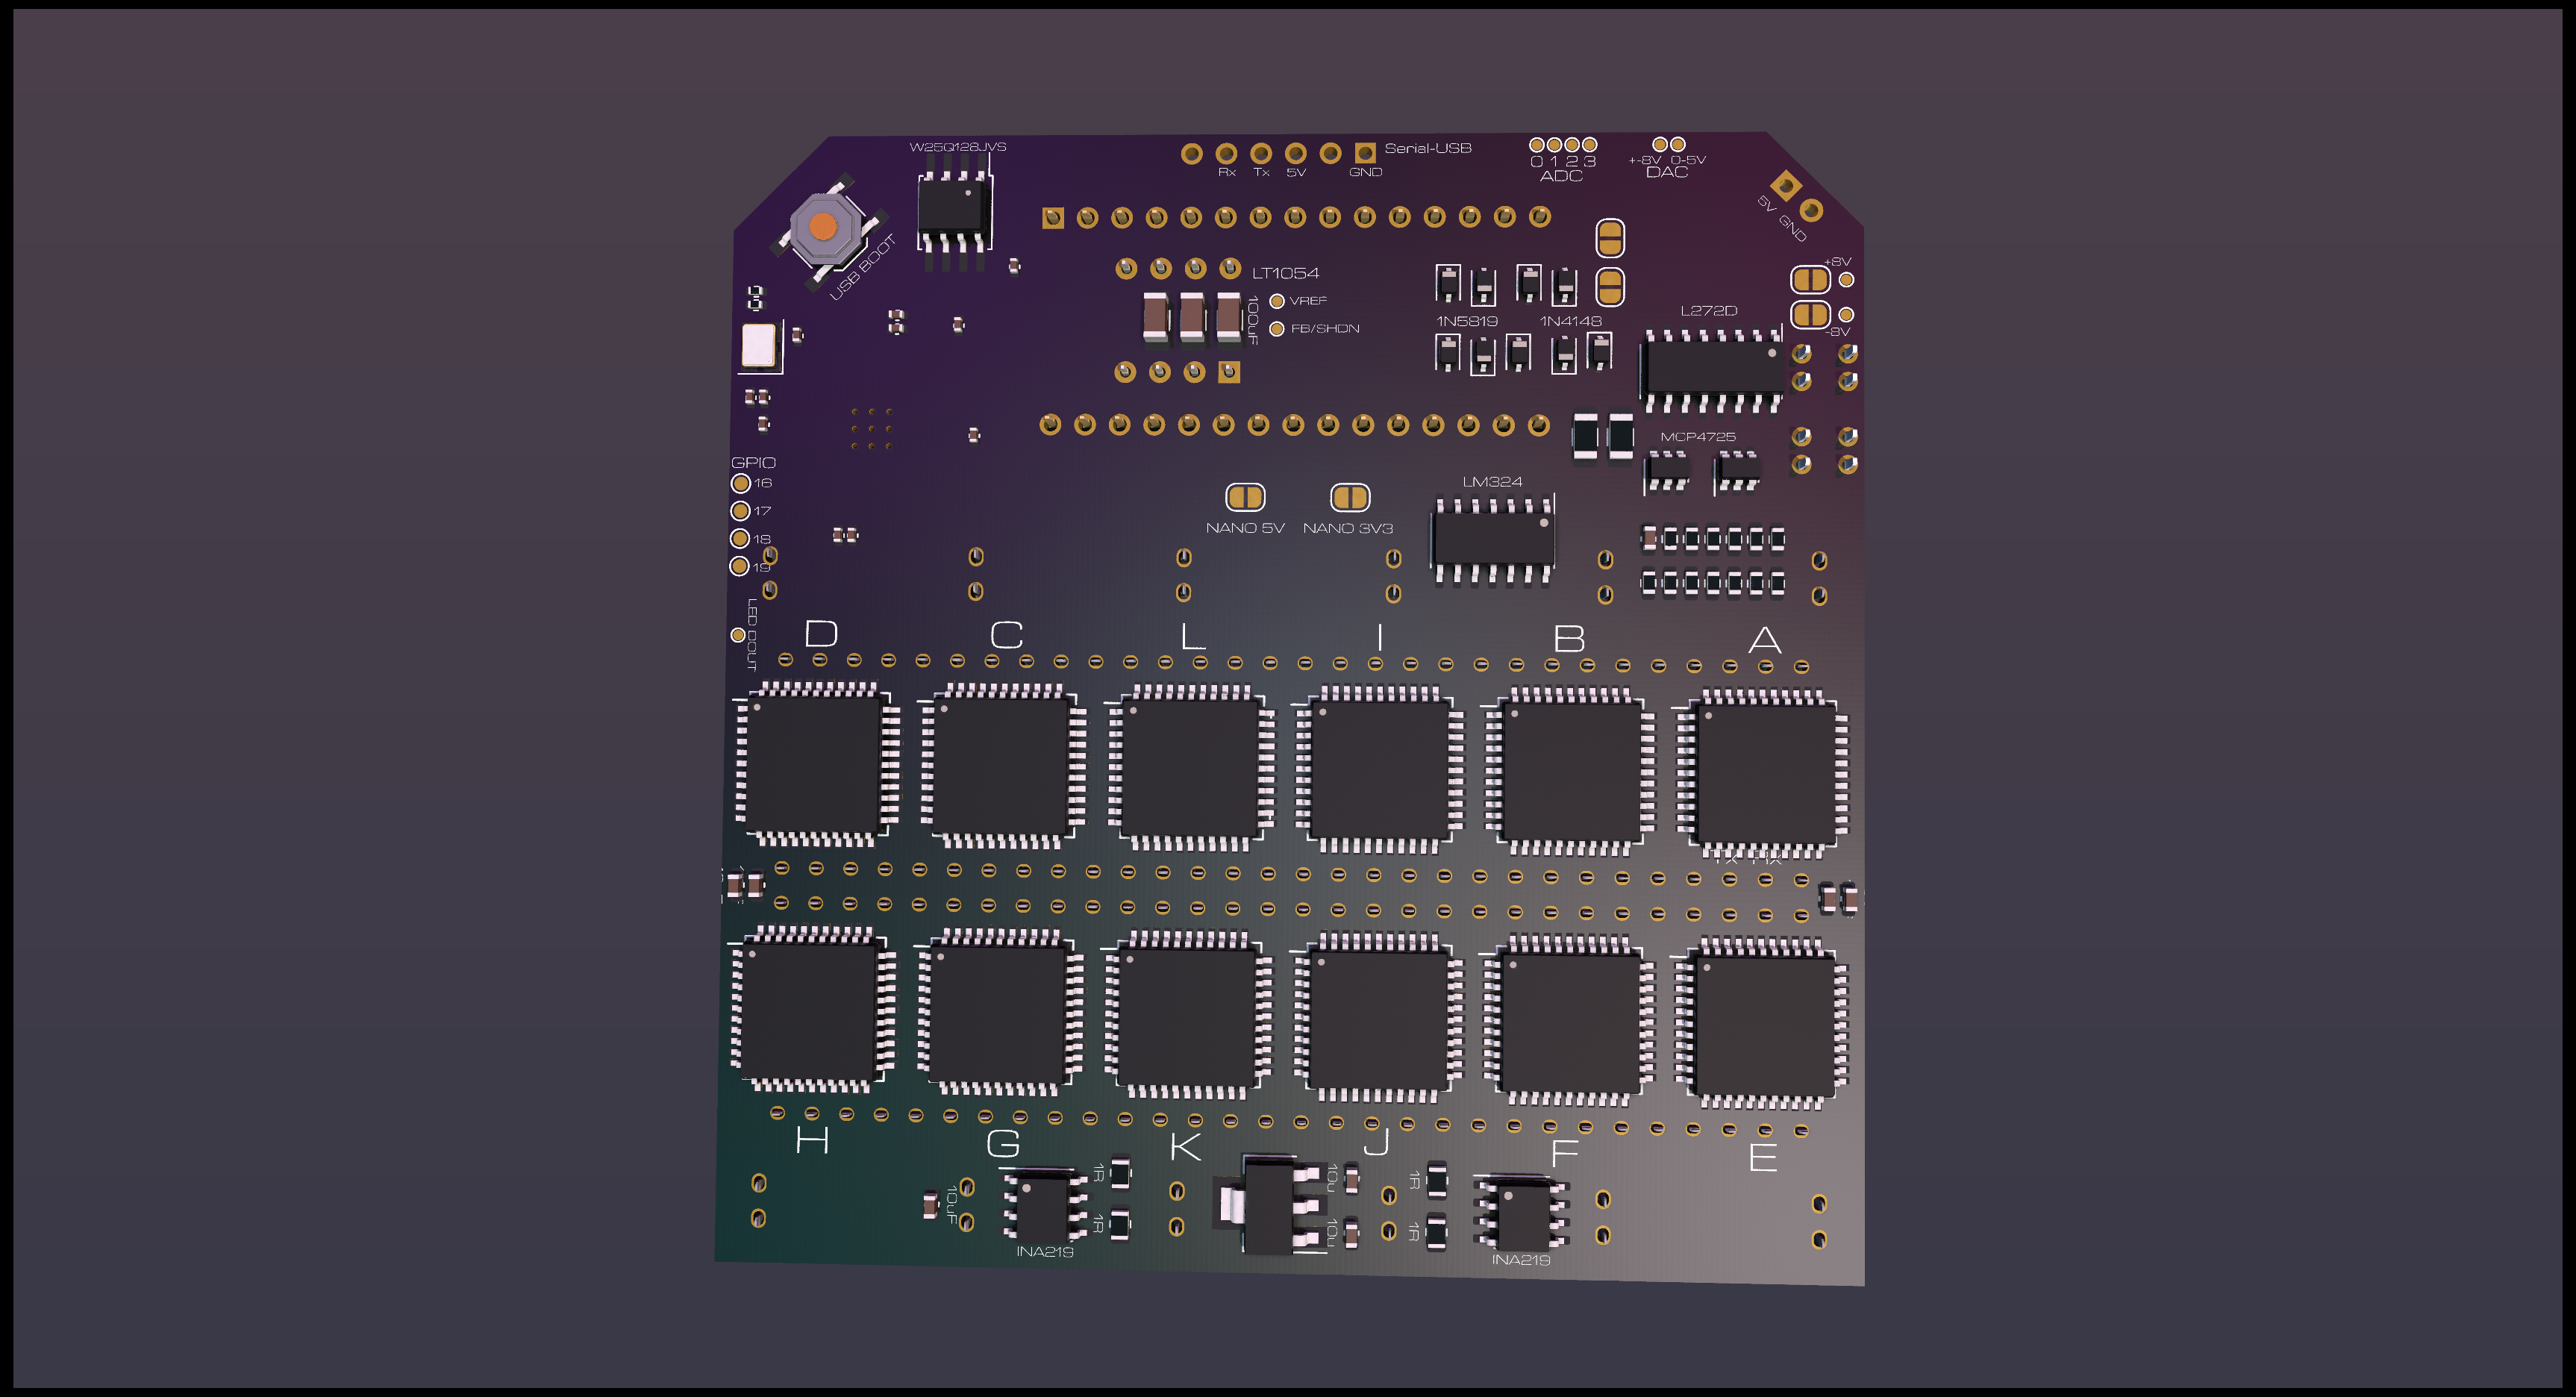 W25Q128JVS
Serial-USB
Rx Tx 5V GND
0 1 2 3
ADC
+-8V 0-5V
DAC
5V GND
USB BOOT
LT1054
100uF
VREF
FB/SHDN
+8V
-8V
1N5819 1N4148
L272D
MCP4725
GPIO
16
17
18
19
LM324
NANO 5V NANO 3V3
LED DOUT
D C L I B A
H G K J F E
10uF
1R
1R
10u
10u
1R
1R
INA219
INA219